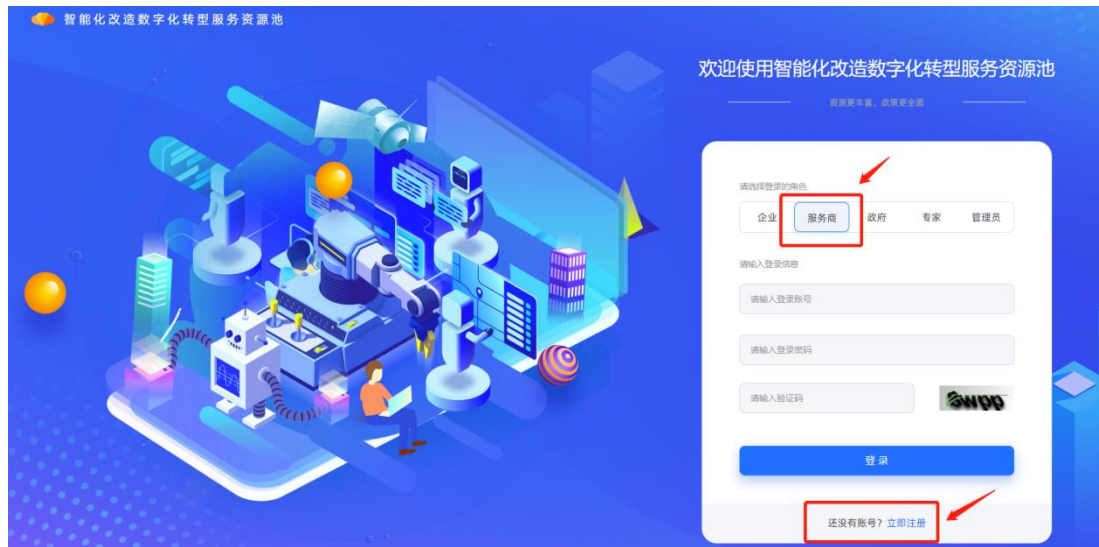 智能化改造数字化转型服务资源池
欢迎使用智能化改造数字化转型服务资源池
资源更丰富，政策更全面
请选择登录的角色
企业 服务商 政府 专家 管理员
请输入登录信息
请输入登录账号
请输入登录密码
请输入验证码
登 录
还没有账号？立即注册